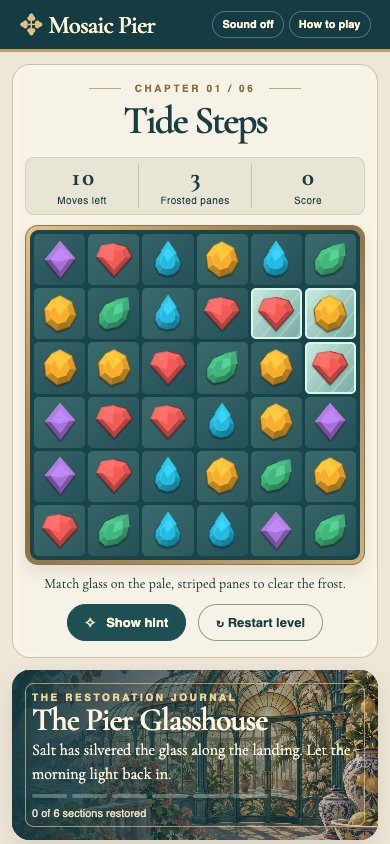 Mosaic Pier
Sound off
How to play
CHAPTER 01 / 06
Tide Steps
10
Moves left
3
Frosted panes
0
Score
Match glass on the pale, striped panes to clear the frost.
✧ Show hint
↻ Restart level
THE RESTORATION JOURNAL
The Pier Glasshouse
Salt has silvered the glass along the landing. Let the
morning light back in.
0 of 6 sections restored